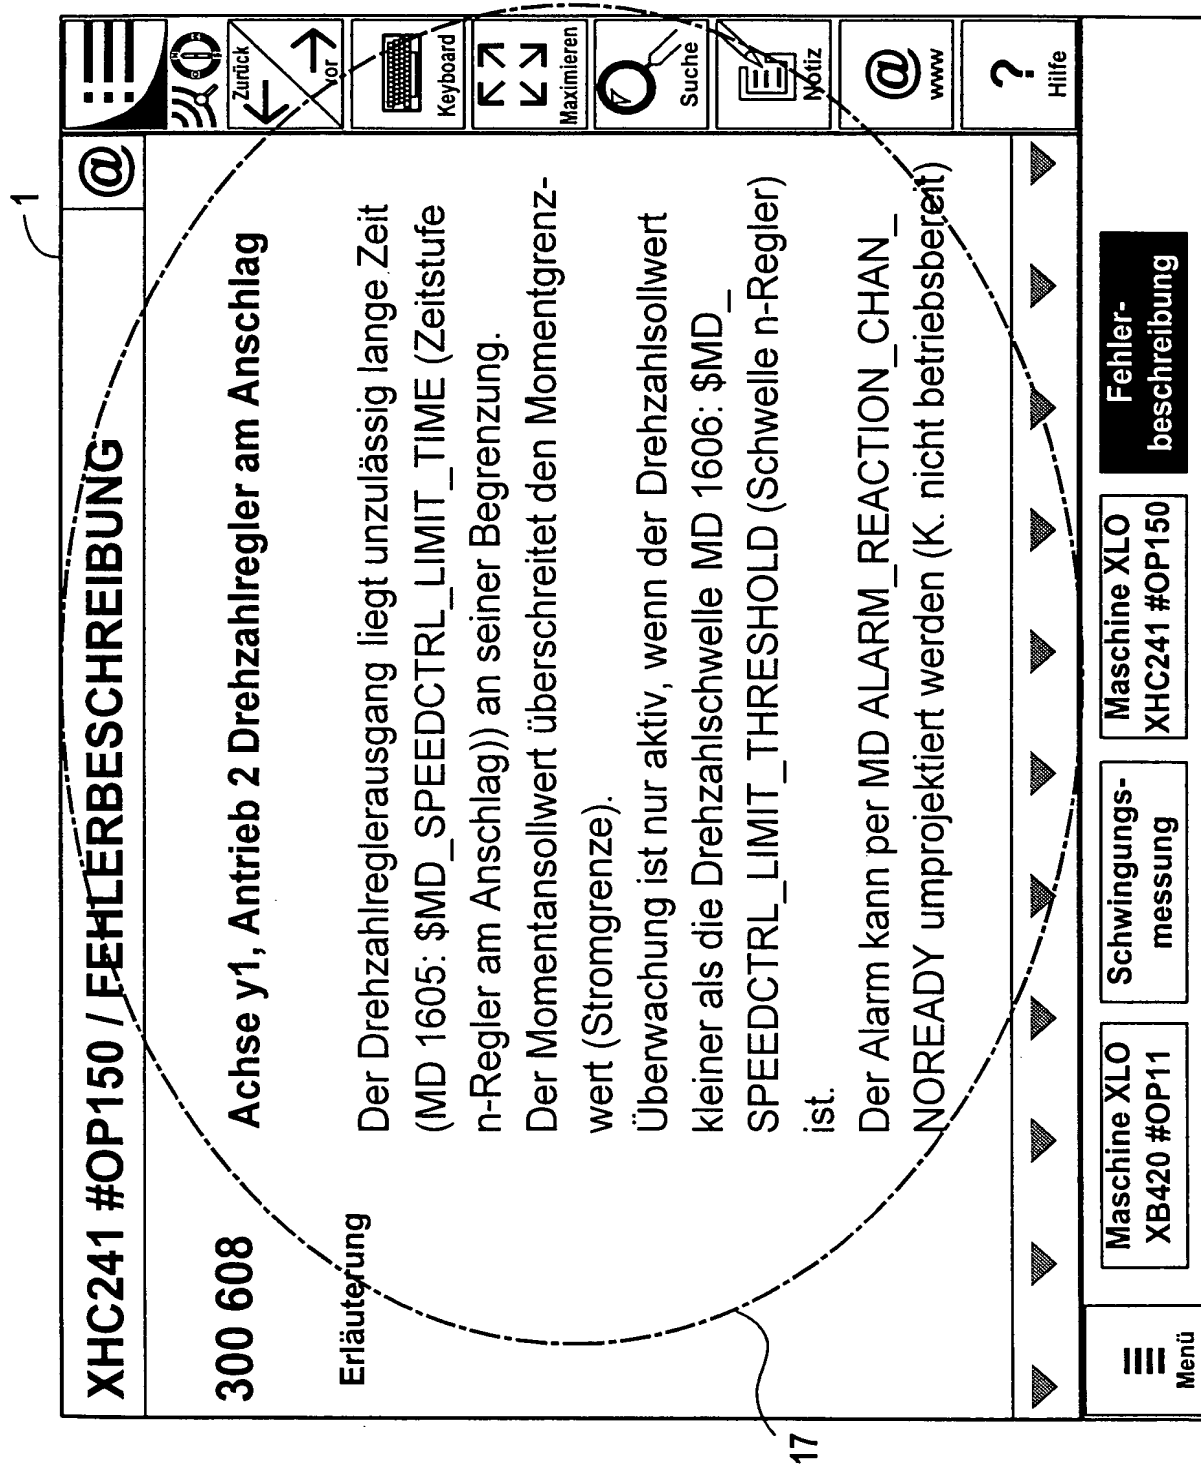 1
XHC241 #OP150 / FEHLERBESCHREIBUNG
@
300 608
Achse y1, Antrieb 2 Drehzahlregler am Anschlag
Erläuterung
Der Drehzahlreglerausgang liegt unzulässig lange Zeit
(MD 1605: $MD_SPEEDCTRL_LIMIT_TIME (Zeitstufe
n-Regler am Anschlag)) an seiner Begrenzung.
Der Momentansollwert überschreitet den Momentgrenz-
wert (Stromgrenze).
Überwachung ist nur aktiv, wenn der Drehzahlsollwert
kleiner als die Drehzahlschwelle MD 1606: $MD_
SPEEDCTRL_LIMIT_THRESHOLD (Schwelle n-Regler)
ist.
Der Alarm kann per MD ALARM_REACTION_CHAN_
NOREADY umprojektiert werden (K. nicht betriebsbereit)
Zurück
vor
Keyboard
Maximieren
Suche
Notiz
@
www
?
Hilfe
Menü
Maschine XLO
XB420 #OP11
Schwingungs-
messung
Maschine XLO
XHC241 #OP150
Fehler-
beschreibung
17